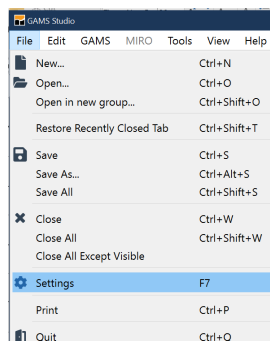 GAMS Studio
File Edit GAMS MIRO Tools View Help
New... Ctrl+N
Open... Ctrl+O
Open in new group... Ctrl+Shift+O
Restore Recently Closed Tab Ctrl+Shift+T
Save Ctrl+S
Save As... Ctrl+Alt+S
Save All Ctrl+Shift+S
Close Ctrl+W
Close All Ctrl+Shift+W
Close All Except Visible
Settings F7
Print Ctrl+P
Quit Ctrl+Q